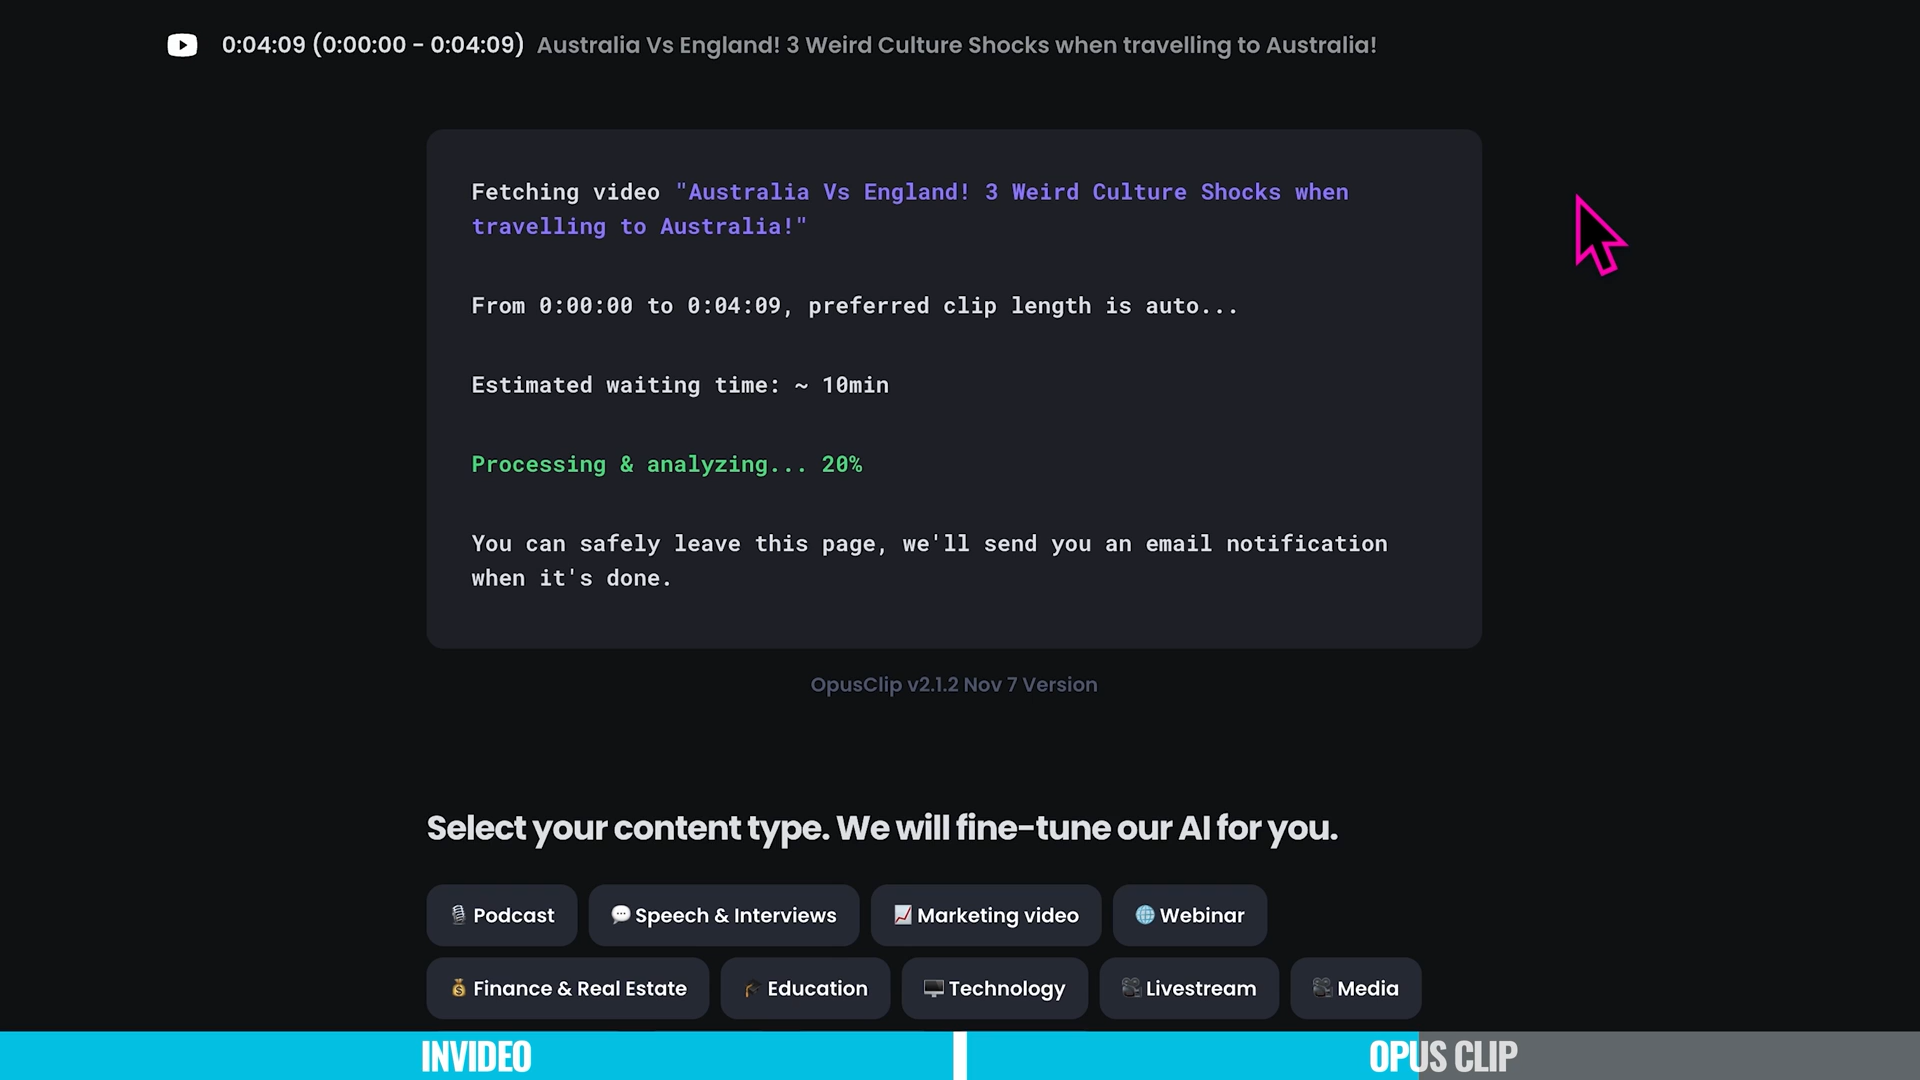 0:04:09 (0:00:00 - 0:04:09) Australia Vs England! 3 Weird Culture Shocks when travelling to Australia!
Fetching video "Australia Vs England! 3 Weird Culture Shocks when
travelling to Australia!"
From 0:00:00 to 0:04:09, preferred clip length is auto...
Estimated waiting time: ~ 10min
Processing & analyzing... 20%
You can safely leave this page, we'll send you an email notification
when it's done.
OpusClip v2.1.2 Nov 7 Version
Select your content type. We will fine-tune our AI for you.
Podcast Speech & Interviews Marketing video Webinar
Finance & Real Estate Education Technology Livestream Media
INVIDEO OPUS CLIP